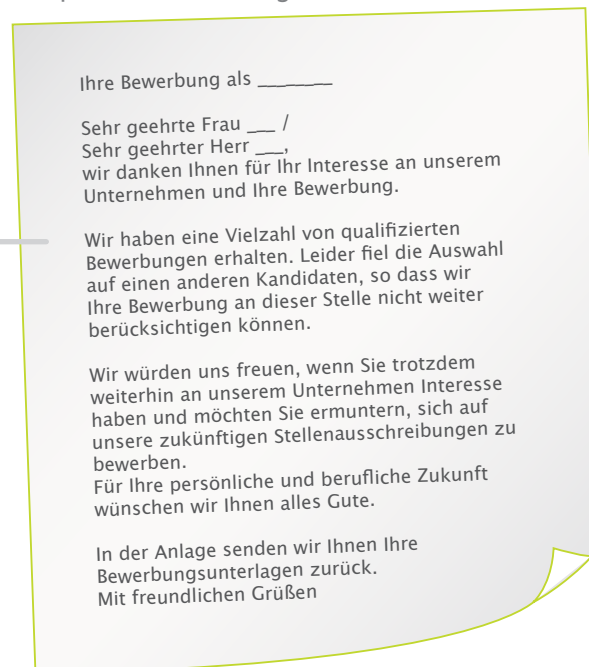 Ihre Bewerbung als ________
Sehr geehrte Frau ___ /
Sehr geehrter Herr ___,
wir danken Ihnen für Ihr Interesse an unserem
Unternehmen und Ihre Bewerbung.
Wir haben eine Vielzahl von qualifizierten
Bewerbungen erhalten. Leider fiel die Auswahl
auf einen anderen Kandidaten, so dass wir
Ihre Bewerbung an dieser Stelle nicht weiter
berücksichtigen können.
Wir würden uns freuen, wenn Sie trotzdem
weiterhin an unserem Unternehmen Interesse
haben und möchten Sie ermuntern, sich auf
unsere zukünftigen Stellenausschreibungen zu
bewerben.
Für Ihre persönliche und berufliche Zukunft
wünschen wir Ihnen alles Gute.
In der Anlage senden wir Ihnen Ihre
Bewerbungsunterlagen zurück.
Mit freundlichen Grüßen